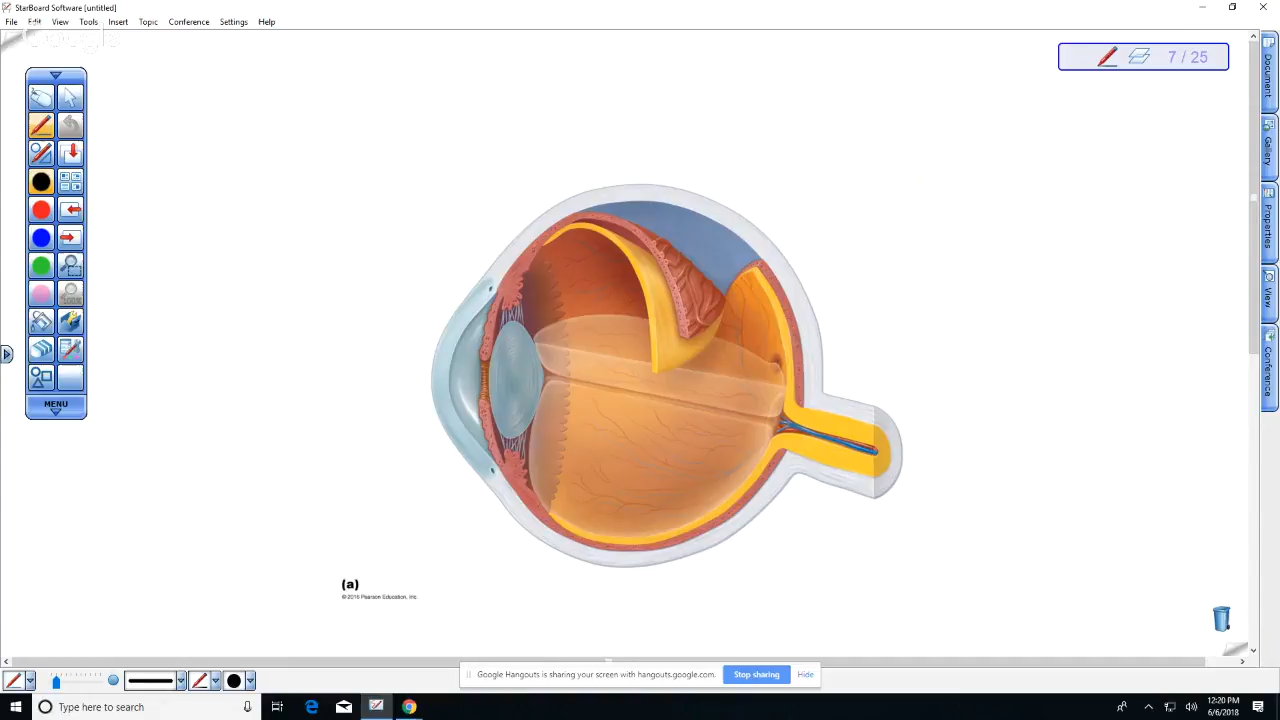 StarBoard Software [untitled]
File Edit View Tools Insert Topic Conference Settings Help
7 / 25
Document
Gallery
Properties
View
Conference
MENU
(a)
© 2016 Pearson Education, Inc.
Google Hangouts is sharing your screen with hangouts.google.com.
Stop sharing
Hide
Type here to search
12:20 PM
6/6/2018